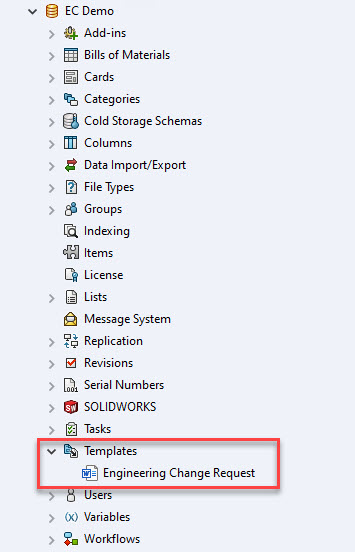 EC Demo
Add-ins
Bills of Materials
Cards
Categories
Cold Storage Schemas
Columns
Data Import/Export
File Types
Groups
Indexing
Items
License
Lists
Message System
Replication
Revisions
Serial Numbers
SOLIDWORKS
Tasks
Templates
Engineering Change Request
Users
Variables
Workflows